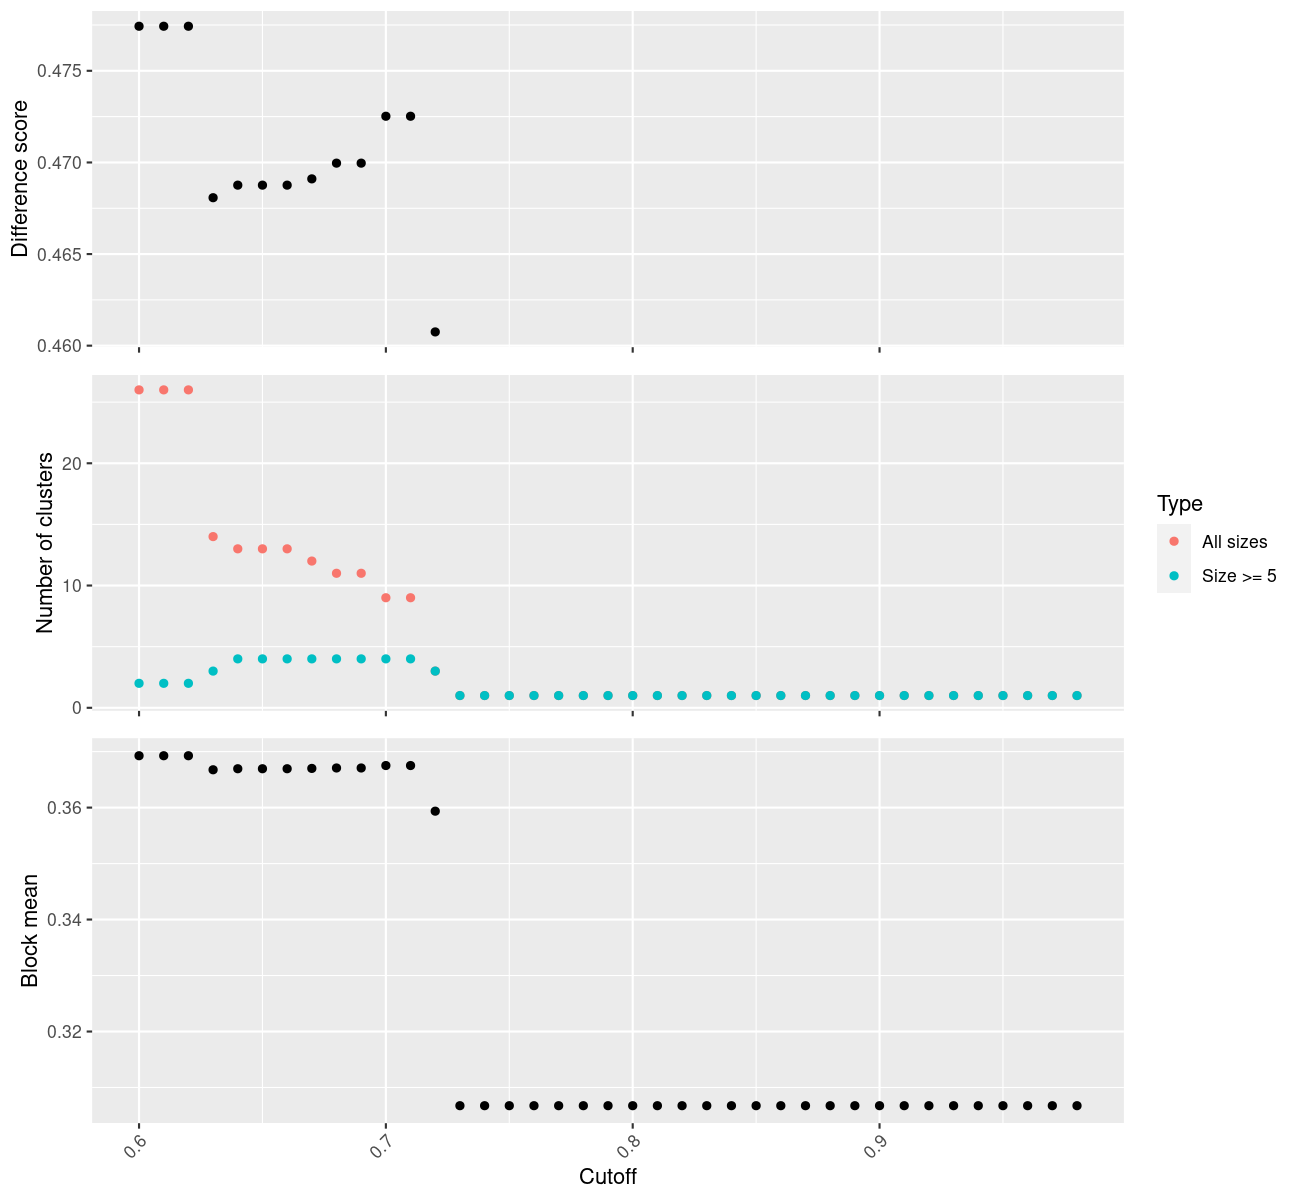 Difference score
0.475
0.470
0.465
0.460
Number of clusters
20
10
0
Type
All sizes
Size >= 5
Block mean
0.36
0.34
0.32
0.6
0.7
0.8
0.9
Cutoff